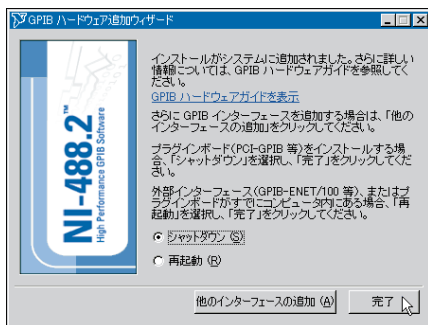 GPIB ハードウェア追加ウィザード
NI-488.2™
High Performance GPIB Software
インストールがシステムに追加されました。さらに詳しい
情報については、GPIB ハードウェアガイドを参照してく
ださい。
GPIB ハードウェアガイドを表示
さらに GPIB インターフェースを追加する場合は、「他の
インターフェースの追加」をクリックしてください。
プラグインボード(PCI-GPIB 等)をインストールする場
合、「シャットダウン」を選択し、「完了」をクリックしてくだ
さい。
外部インターフェース(GPIB-ENET/100 等)、またはプ
ラグインボードがすでにコンピュータ内にある場合、「再
起動」を選択し、「完了」をクリックしてください。
シャットダウン (S)
再起動 (R)
他のインターフェースの追加 (A)
完了